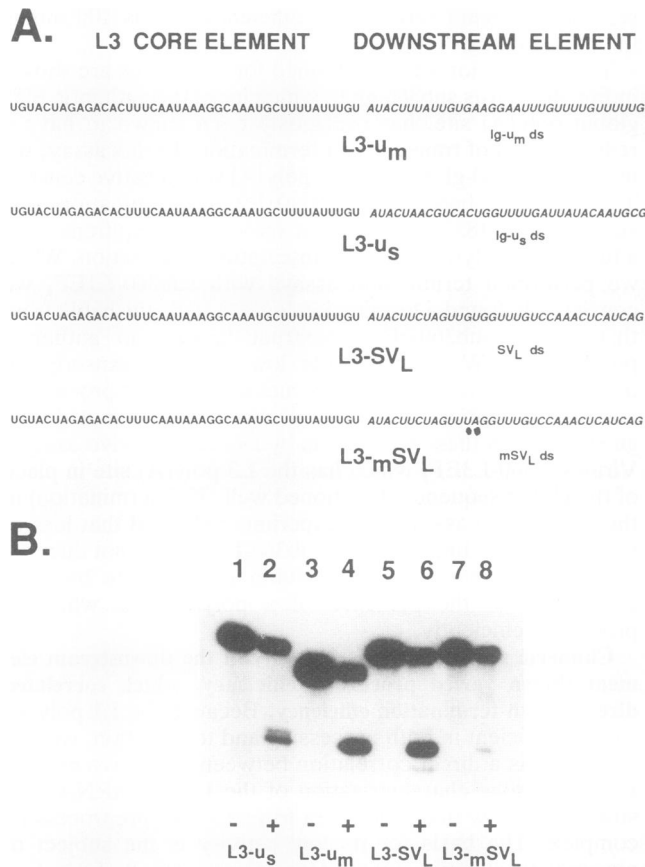 A.
L3 CORE ELEMENT DOWNSTREAM ELEMENT
UGUACUAGAGACACUUUCAAUAAAGGCAAAUGCUUUUAUUUGU AUACUUUAUUGUGAAGGAAUUUGUUUUGUUUUUG
L3-um Ig-um ds
UGUACUAGAGACACUUUCAAUAAAGGCAAAUGCUUUUAUUUGU AUACUAACGUCACUGGUUUUGAUUAUACAAUGCG
L3-us Ig-us ds
UGUACUAGAGACACUUUCAAUAAAGGCAAAUGCUUUUAUUUGU AUACUUCUAGUUGUGGUUUGUCCAAACUCAUCAG
L3-SVL SVL ds
UGUACUAGAGACACUUUCAAUAAAGGCAAAUGCUUUUAUUUGU AUACUUCUAGUUUAGGUUUGUCCAAACUCAUCAG
L3-mSVL mSVL ds
B.
1 2 3 4 5 6 7 8
- + - + - + - +
L3-us L3-um L3-SVL L3-mSVL